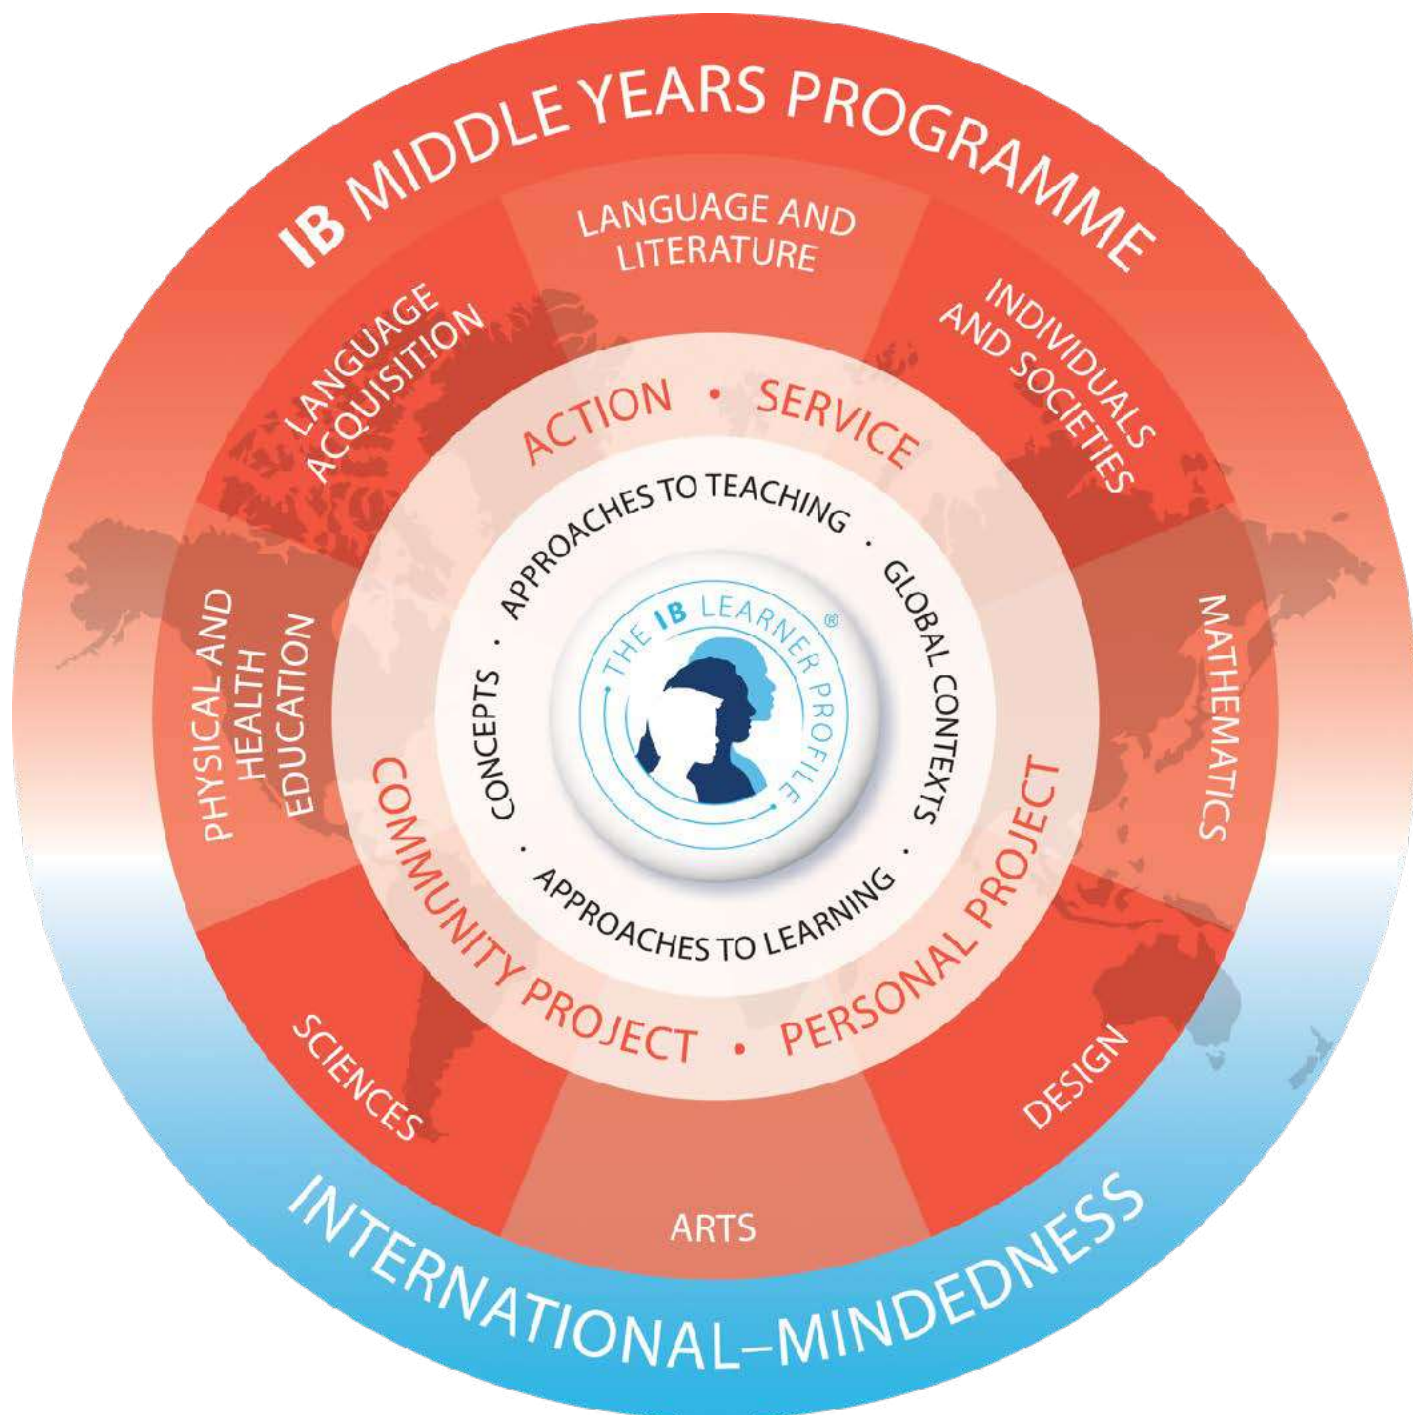 IB MIDDLE YEARS PROGRAMME
LANGUAGE AND
LITERATURE
INDIVIDUALS
AND SOCIETIES
MATHEMATICS
DESIGN
ARTS
SCIENCES
PHYSICAL AND
HEALTH
EDUCATION
LANGUAGE
ACQUISITION
ACTION • SERVICE
PERSONAL PROJECT
•
COMMUNITY PROJECT
APPROACHES TO TEACHING •
GLOBAL CONTEXTS •
APPROACHES TO LEARNING •
CONCEPTS •
THE IB LEARNER PROFILE ®
INTERNATIONAL–MINDEDNESS